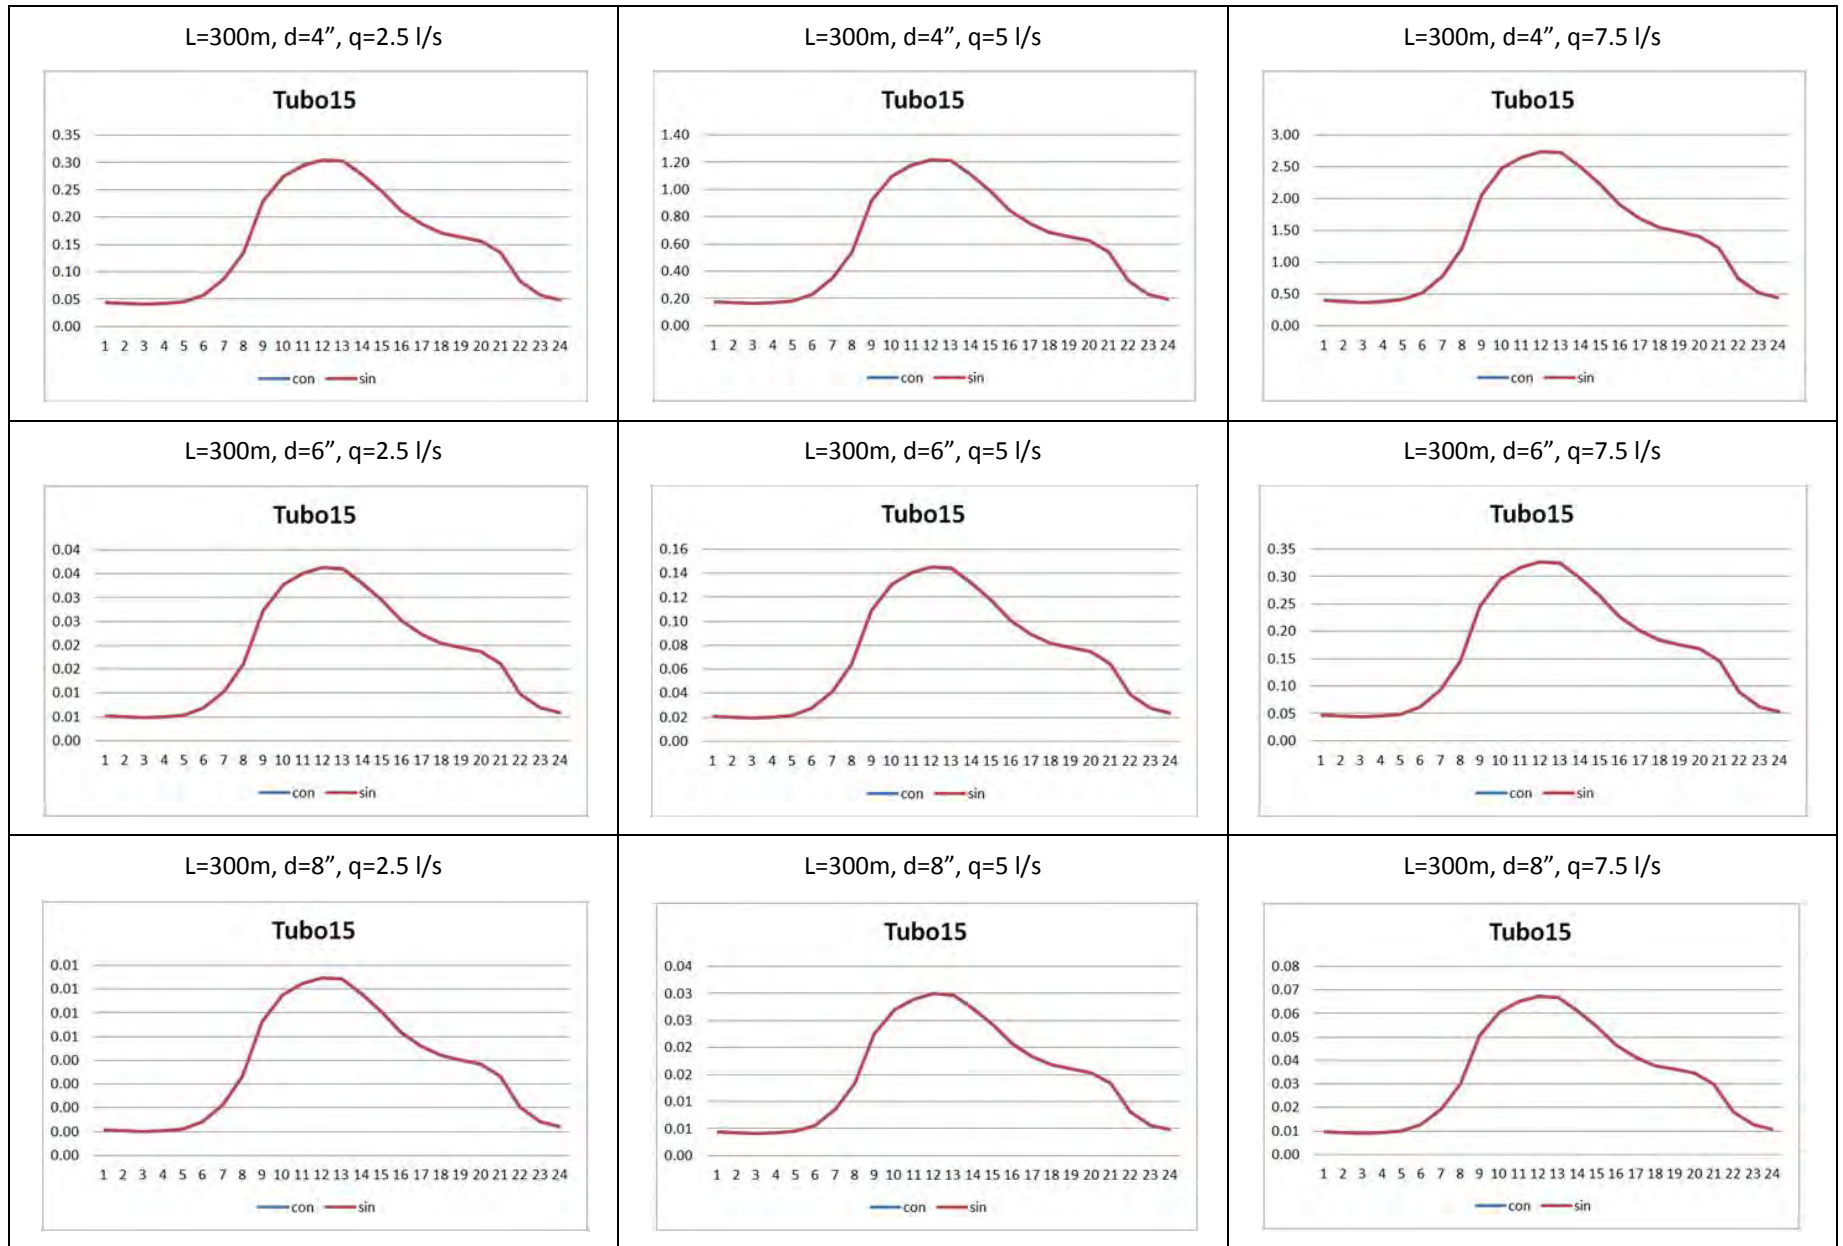 L=300m, d=4”, q=2.5 l/s
Tubo15
0.35
0.30
0.25
0.20
0.15
0.10
0.05
0.00
1 2 3 4 5 6 7 8 9 10 11 12 13 14 15 16 17 18 19 20 21 22 23 24
con sin
L=300m, d=4”, q=5 l/s
Tubo15
1.40
1.20
1.00
0.80
0.60
0.40
0.20
0.00
1 2 3 4 5 6 7 8 9 10 11 12 13 14 15 16 17 18 19 20 21 22 23 24
con sin
L=300m, d=4”, q=7.5 l/s
Tubo15
3.00
2.50
2.00
1.50
1.00
0.50
0.00
1 2 3 4 5 6 7 8 9 10 11 12 13 14 15 16 17 18 19 20 21 22 23 24
con sin
L=300m, d=6”, q=2.5 l/s
Tubo15
0.04
0.04
0.03
0.03
0.02
0.02
0.01
0.01
0.00
1 2 3 4 5 6 7 8 9 10 11 12 13 14 15 16 17 18 19 20 21 22 23 24
con sin
L=300m, d=6”, q=5 l/s
Tubo15
0.16
0.14
0.12
0.10
0.08
0.06
0.04
0.02
0.00
1 2 3 4 5 6 7 8 9 10 11 12 13 14 15 16 17 18 19 20 21 22 23 24
con sin
L=300m, d=6”, q=7.5 l/s
Tubo15
0.35
0.30
0.25
0.20
0.15
0.10
0.05
0.00
1 2 3 4 5 6 7 8 9 10 11 12 13 14 15 16 17 18 19 20 21 22 23 24
con sin
L=300m, d=8”, q=2.5 l/s
Tubo15
0.01
0.01
0.01
0.01
0.00
0.00
0.00
0.00
0.00
1 2 3 4 5 6 7 8 9 10 11 12 13 14 15 16 17 18 19 20 21 22 23 24
con sin
L=300m, d=8”, q=5 l/s
Tubo15
0.04
0.03
0.03
0.02
0.02
0.01
0.01
0.00
1 2 3 4 5 6 7 8 9 10 11 12 13 14 15 16 17 18 19 20 21 22 23 24
con sin
L=300m, d=8”, q=7.5 l/s
Tubo15
0.08
0.07
0.06
0.05
0.04
0.03
0.02
0.01
0.00
1 2 3 4 5 6 7 8 9 10 11 12 13 14 15 16 17 18 19 20 21 22 23 24
con sin